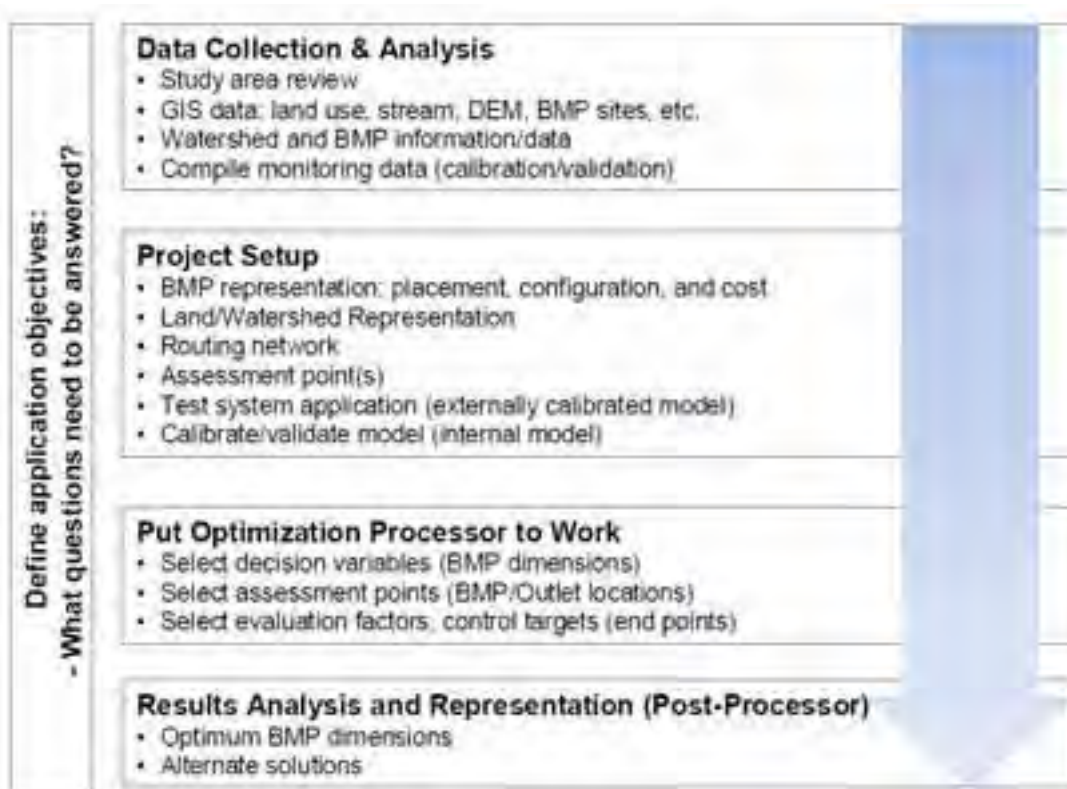 Define application objectives:
- What questions need to be answered?
Data Collection & Analysis
• Study area review
• GIS data: land use, stream, DEM, BMP sites, etc.
• Watershed and BMP information/data
• Compile monitoring data (calibration/validation)
Project Setup
• BMP representation: placement, configuration, and cost
• Land/Watershed Representation
• Routing network
• Assessment point(s)
• Test system application (externally calibrated model)
• Calibrate/validate model (internal model)
Put Optimization Processor to Work
• Select decision variables (BMP dimensions)
• Select assessment points (BMP/Outlet locations)
• Select evaluation factors, control targets (end points)
Results Analysis and Representation (Post-Processor)
• Optimum BMP dimensions
• Alternate solutions